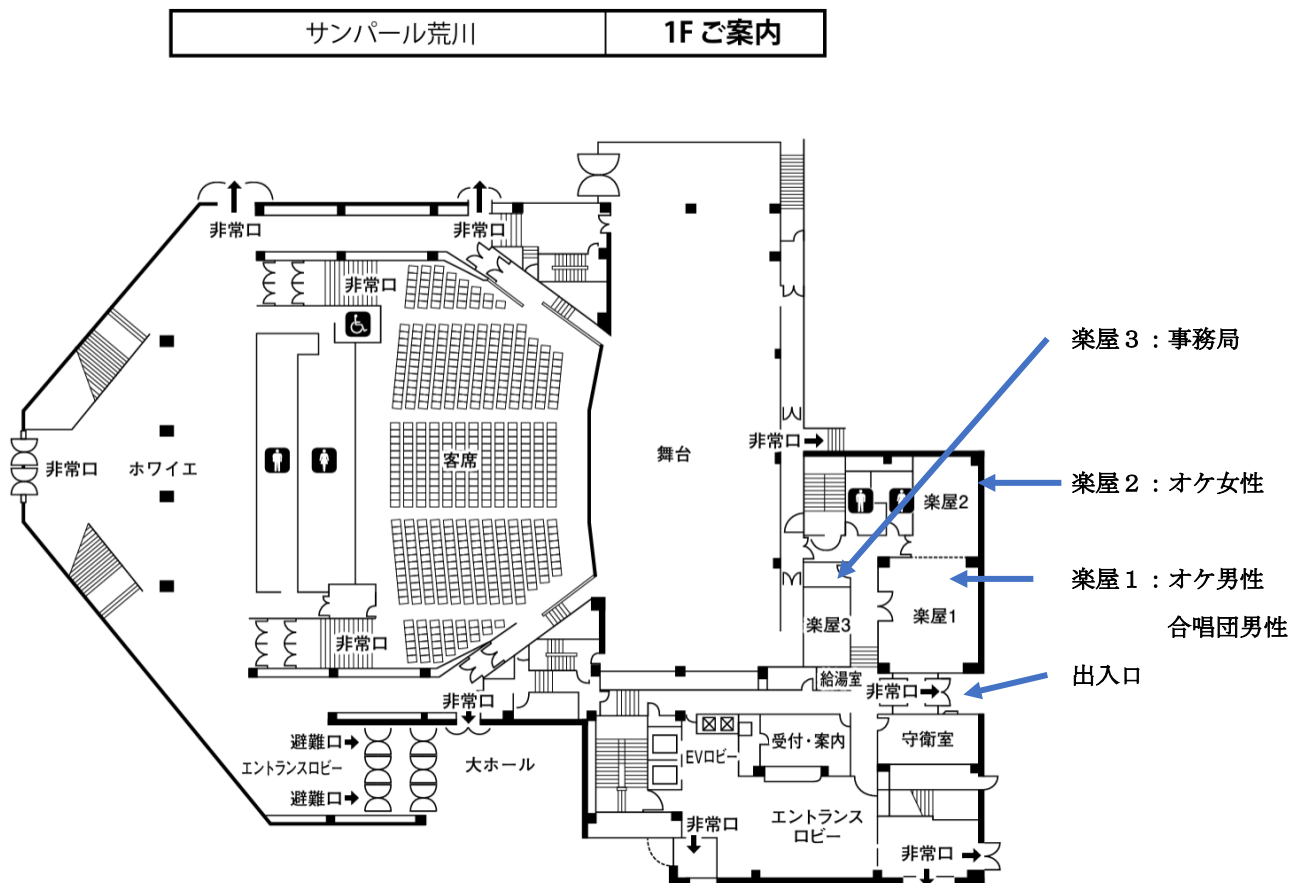 サンパール荒川 1F ご案内
非常口
非常口
非常口
楽屋３：事務局
非常口
非常口
ホワイエ
客席
舞台
楽屋２：オケ女性
楽屋2
楽屋１：オケ男性
合唱団男性
楽屋1
楽屋3
非常口
出入口
給湯室
非常口
非常口
避難口
エントランスロビー
避難口
大ホール
EVロビー
受付・案内
守衛室
非常口
エントランス
ロビー
非常口